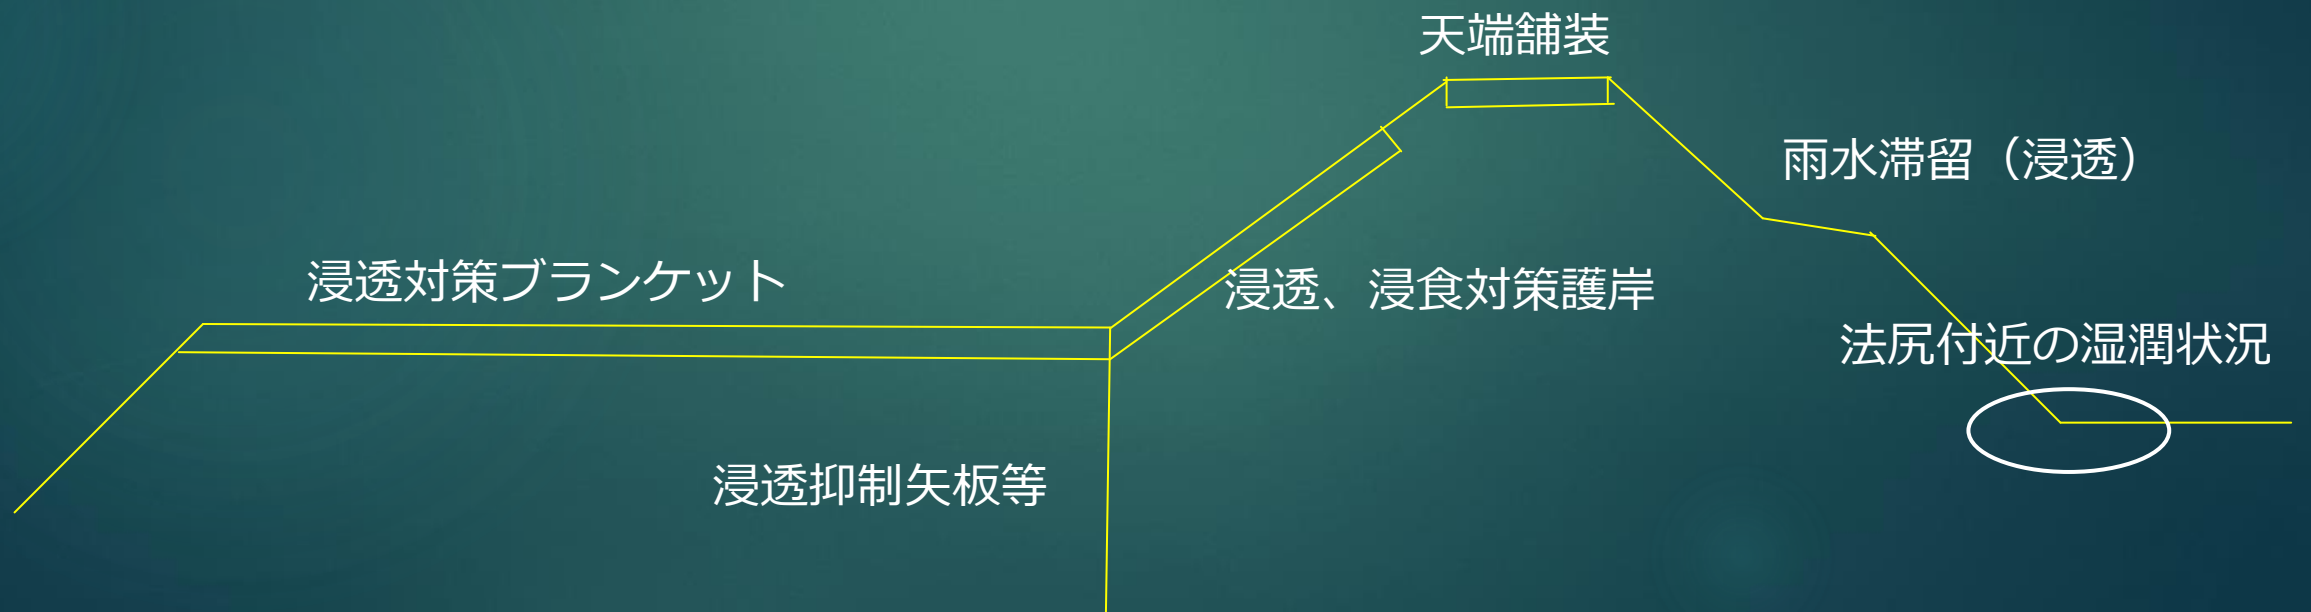 天端舗装
雨水滞留（浸透）
浸透対策ブランケット
浸透、浸食対策護岸
法尻付近の湿潤状況
浸透抑制矢板等